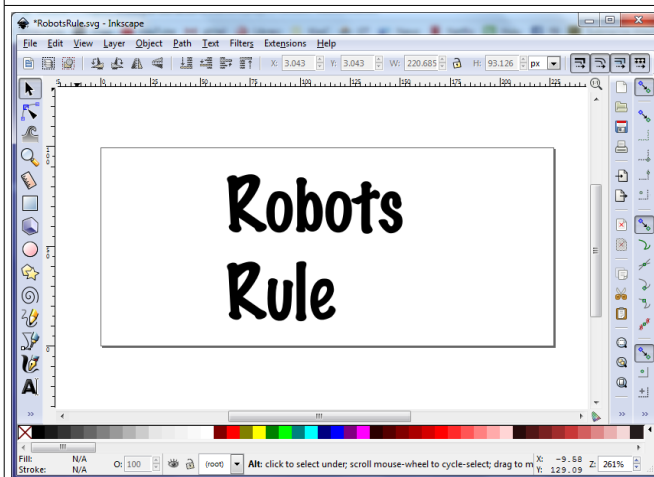 *RobotsRule.svg - Inkscape
File Edit View Layer Object Path Text Filters Extensions Help
X: 3.043 Y: 3.043 W: 220.685 H: 93.126 px
Robots
Rule
Fill: N/A
Stroke: N/A
O: 100
(root)
Alt: click to select under; scroll mouse-wheel to cycle-select; drag to m
X: -9.58
Y: 129.09
Z: 261%